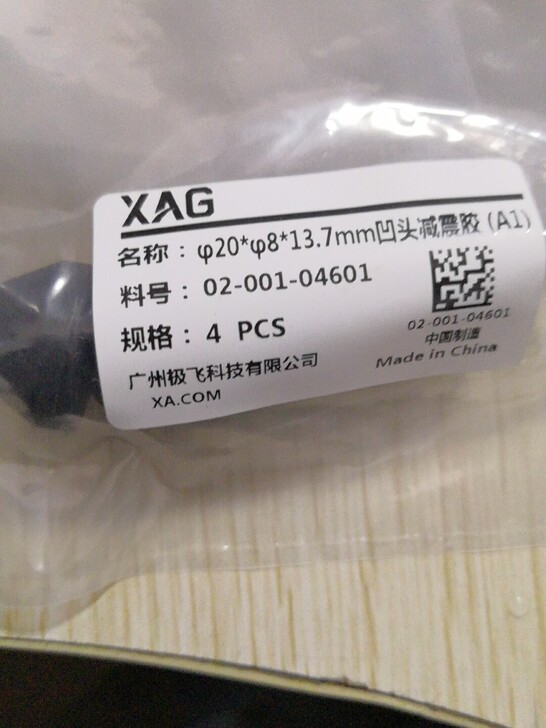 XAG
名称：φ20*φ8*13.7mm凹头减震胶 (A1)
料号：02-001-04601
规格：4 PCS
02-001-04601
中国制造
Made in China
广州极飞科技有限公司
XA.COM